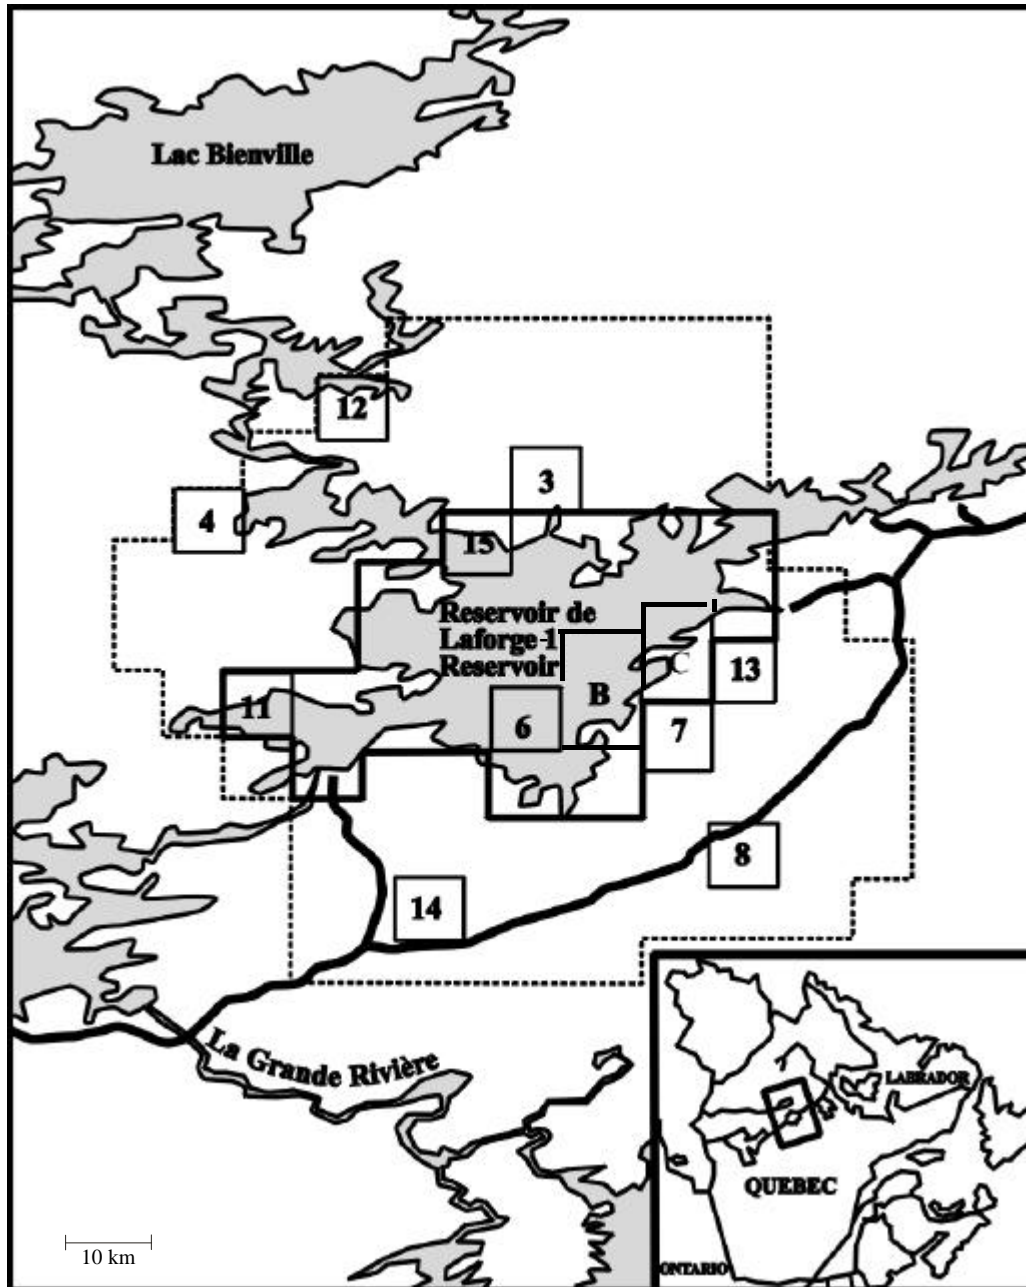 Lac Bienville
12
3
4
15
Reservoir de
Laforge-1
Reservoir
C
13
B
11
6
7
8
14
La Grande Rivière
LABRADOR
QUEBEC
ONTARIO
10 km